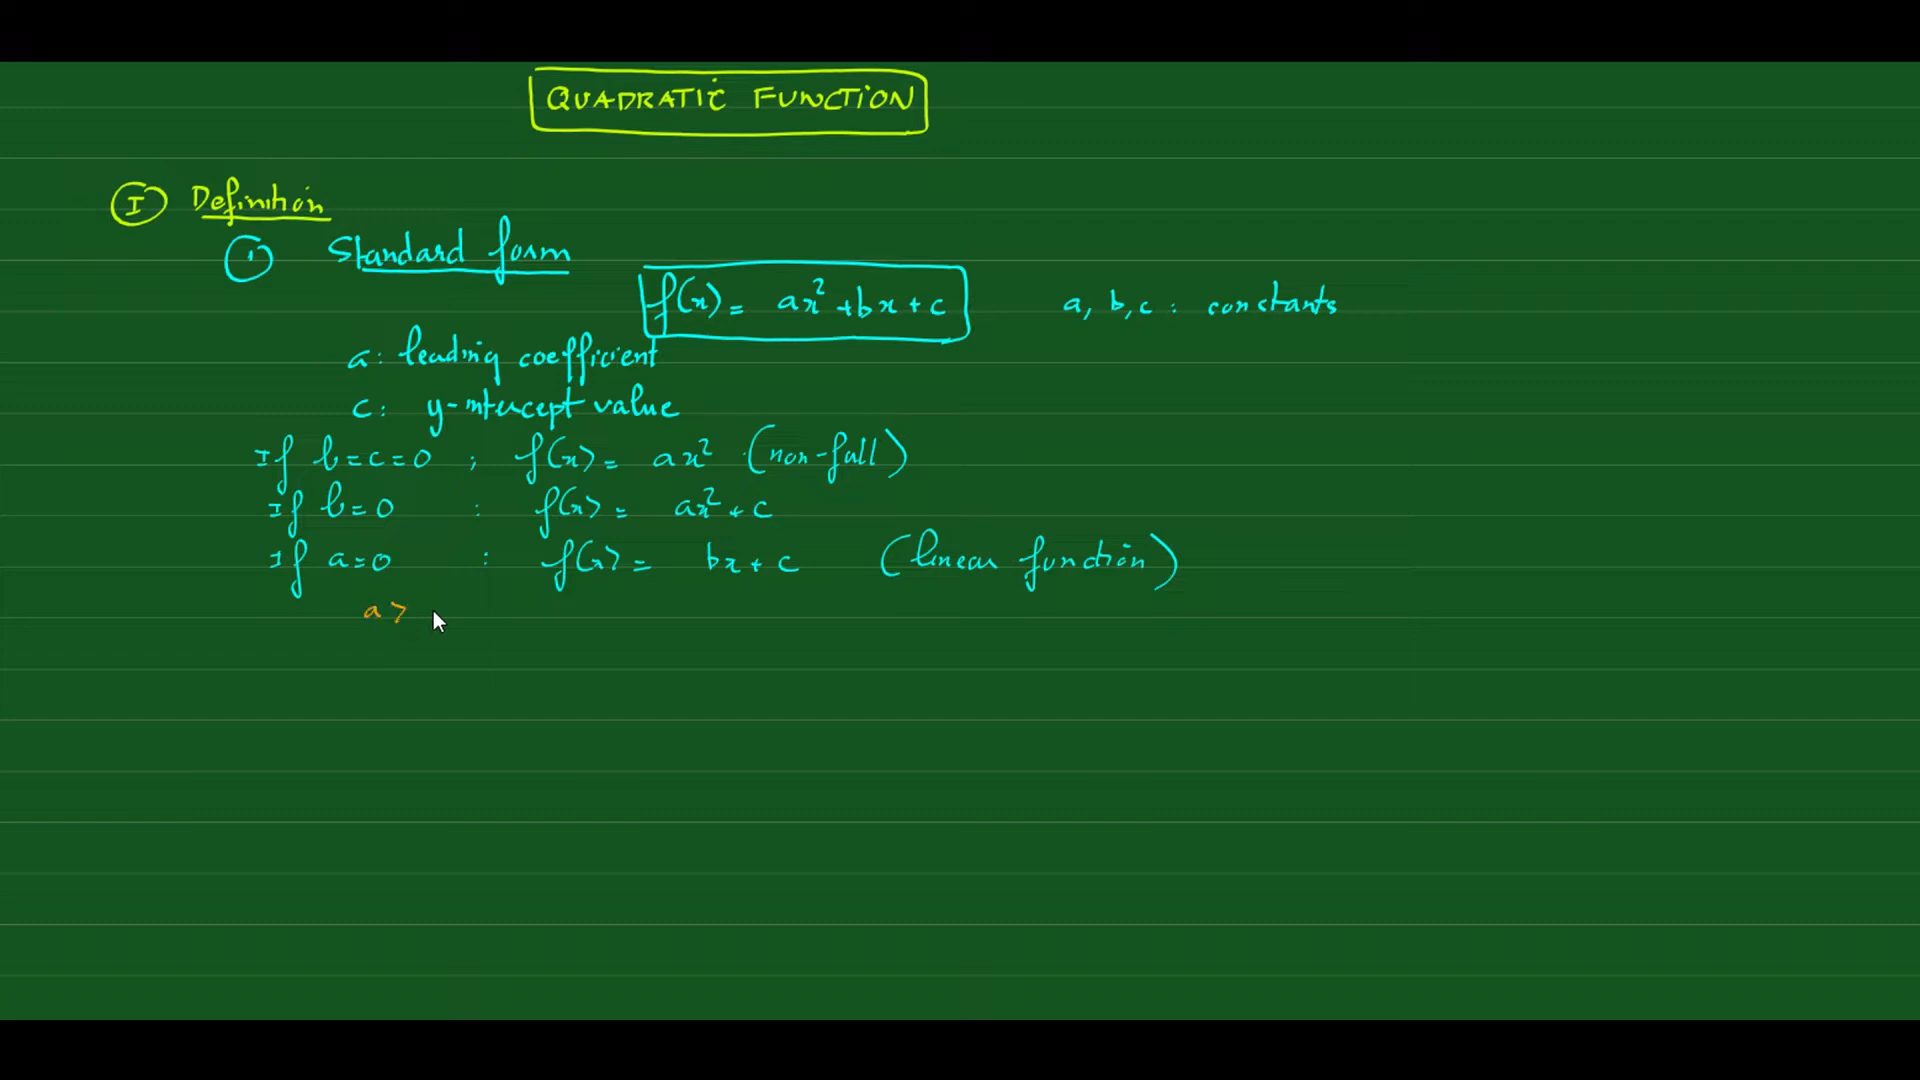 QUADRATIC FUNCTION
I Definition
1 Standard form
f(x) = ax² + bx + c a, b, c : constants
a: leading coefficient
c: y-intercept value
If b=c=0 ; f(x) = ax² (non-full)
If b=0 : f(x) = ax² + c
If a=0 : f(x) = bx + c (linear function)
a >